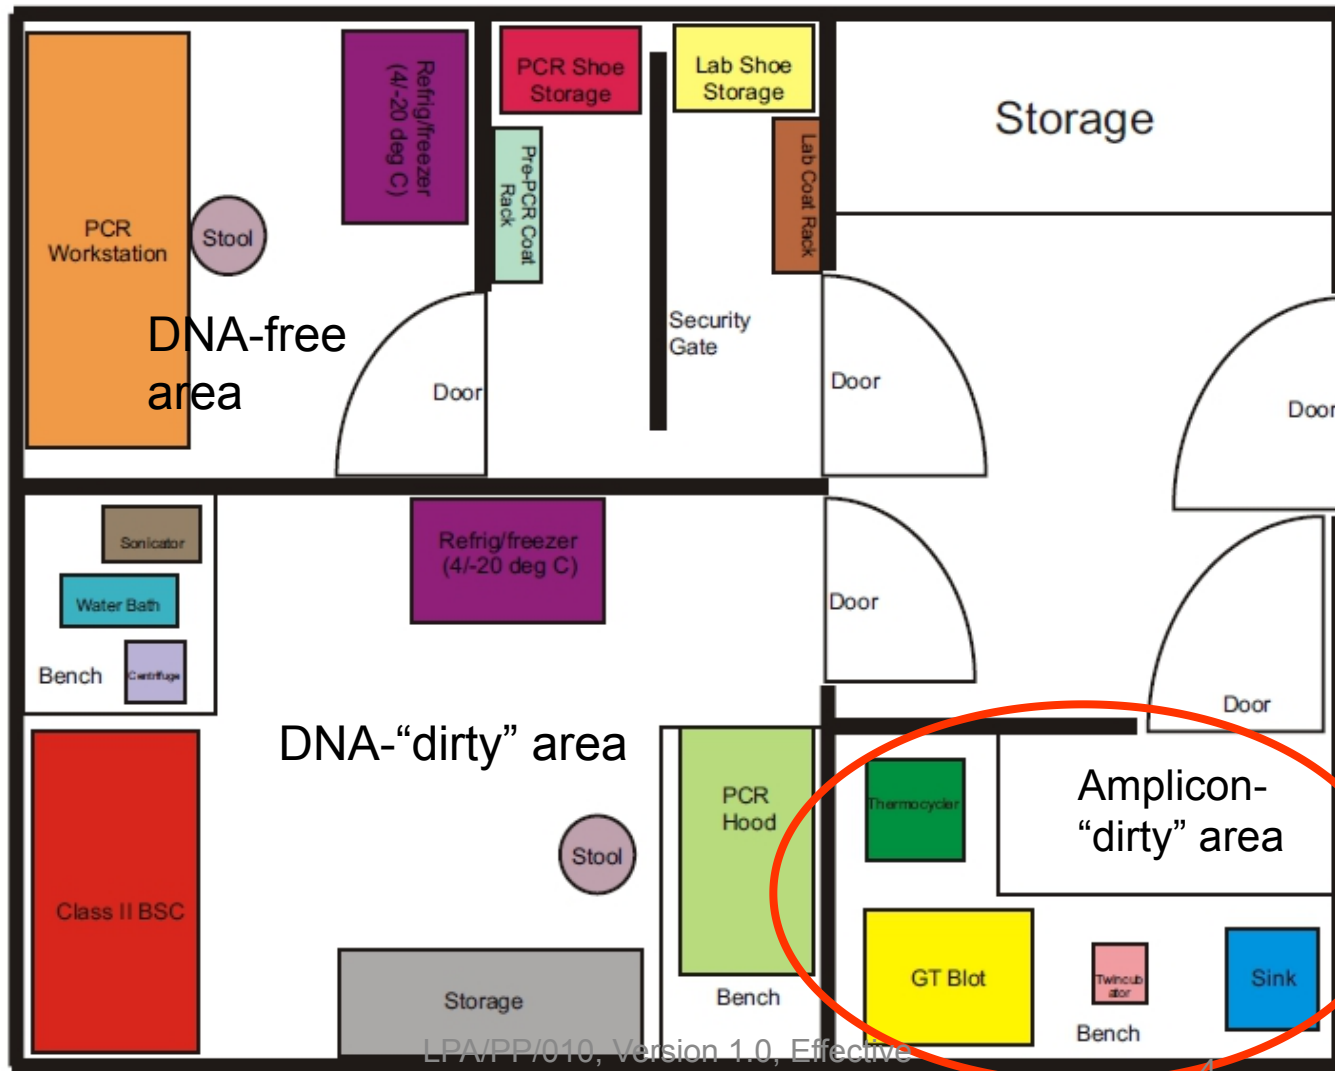 PCR Shoe
Storage
Lab Shoe
Storage
Refrig/freezer
(4/-20 deg C)
Storage
Pre-PCR Coat
Rack
Lab Coat Rack
PCR
Workstation
Stool
DNA-free
area
Security
Gate
Door
Door
Door
Sonicator
Refrig/freezer
(4/-20 deg C)
Water Bath
Door
Bench
Centrifuge
Door
DNA-“dirty” area
PCR
Hood
Thermocycler
Amplicon-
“dirty” area
Stool
Class II BSC
GT Blot
Twincub
ator
Sink
Storage
Bench
Bench
LPA/PP/010, Version 1.0, Effective
4